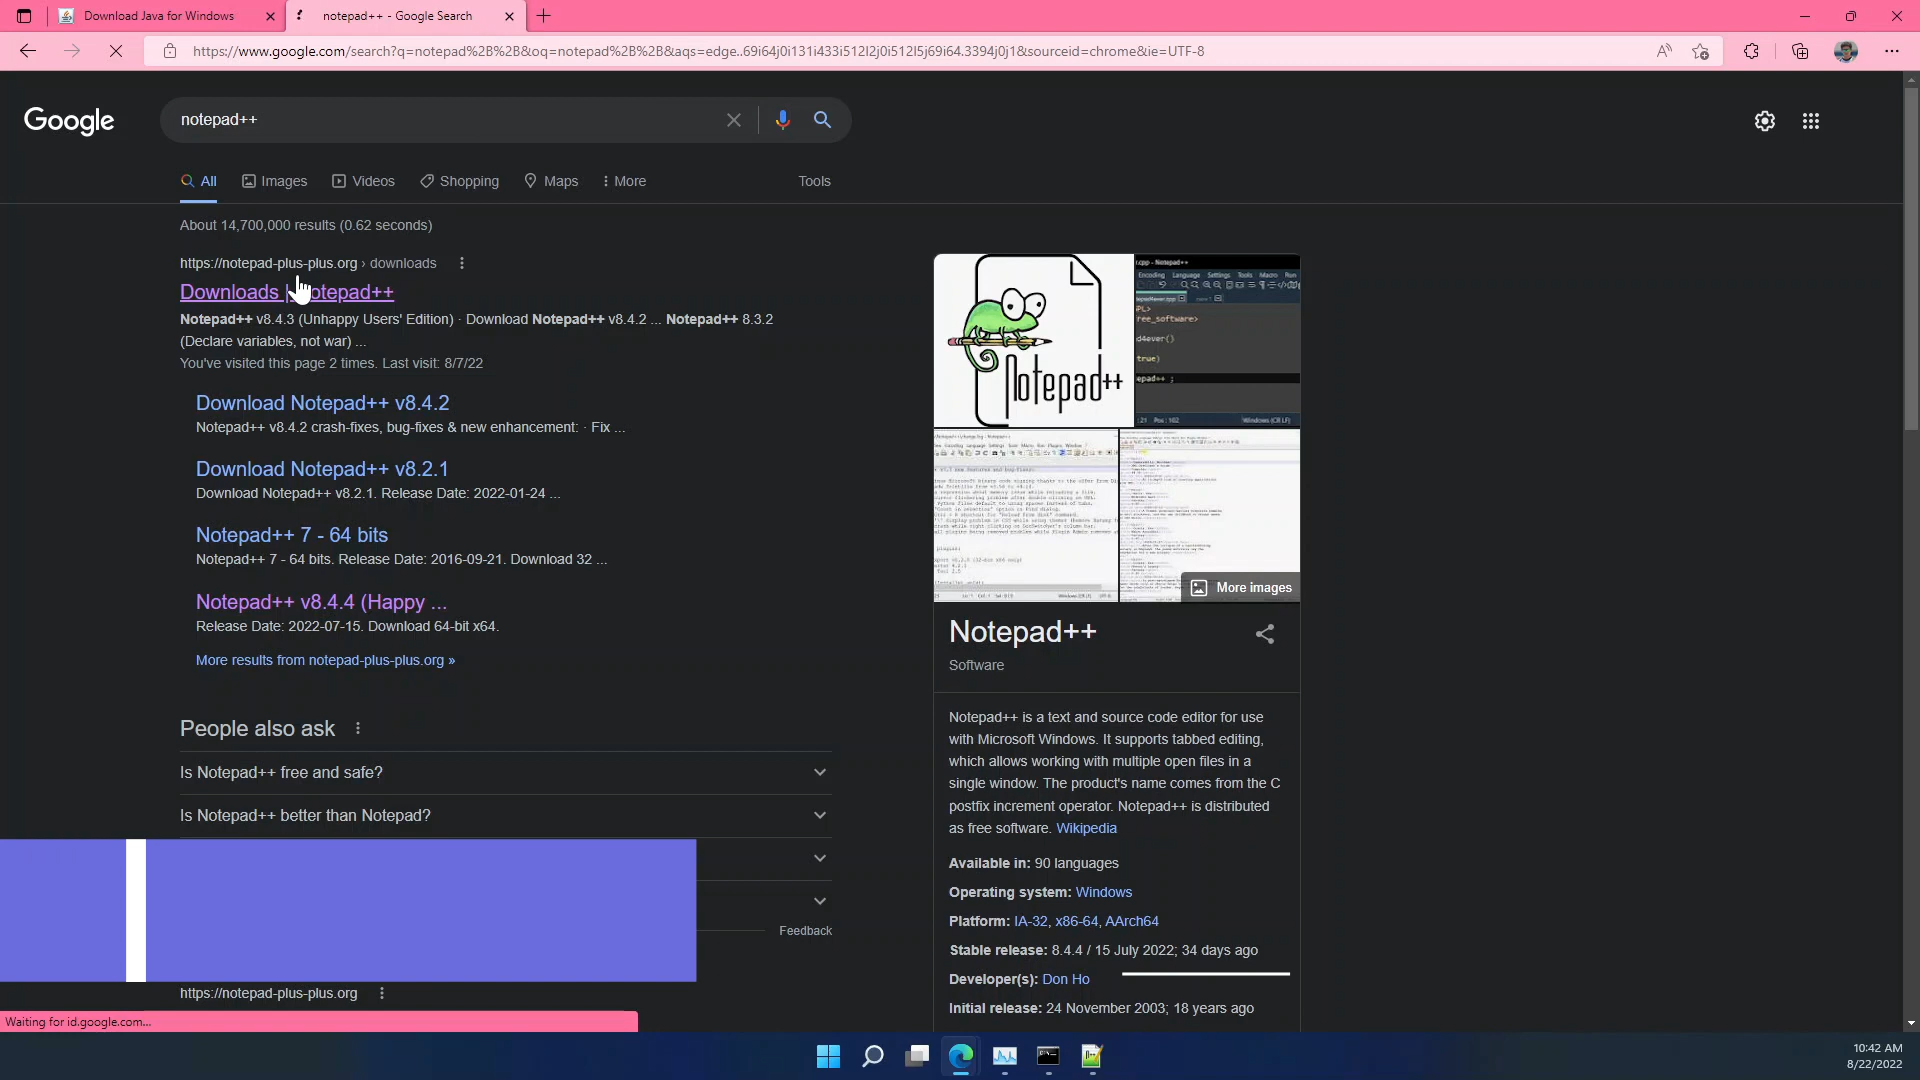 Download Java for Windows
notepad++ - Google Search
https://www.google.com/search?q=notepad%2B%2B&oq=notepad%2B%2B&aqs=edge..69i64j0i131i433i512l2j0i512l5j69i64.3394j0j1&sourceid=chrome&ie=UTF-8
Google
notepad++
All
Images
Videos
Shopping
Maps
More
Tools
About 14,700,000 results (0.62 seconds)
https://notepad-plus-plus.org › downloads
Downloads | otepad++
Notepad++ v8.4.3 (Unhappy Users' Edition) · Download Notepad++ v8.4.2 ... Notepad++ 8.3.2
(Declare variables, not war) ...
You've visited this page 2 times. Last visit: 8/7/22
Download Notepad++ v8.4.2
Notepad++ v8.4.2 crash-fixes, bug-fixes & new enhancement: · Fix ...
Download Notepad++ v8.2.1
Download Notepad++ v8.2.1. Release Date: 2022-01-24 ...
Notepad++ 7 - 64 bits
Notepad++ 7 - 64 bits. Release Date: 2016-09-21. Download 32 ...
Notepad++ v8.4.4 (Happy ...
Release Date: 2022-07-15. Download 64-bit x64.
More results from notepad-plus-plus.org »
People also ask
Is Notepad++ free and safe?
Is Notepad++ better than Notepad?
Feedback
https://notepad-plus-plus.org
Waiting for id.google.com...
Notepad++
More images
Notepad++
Software
Notepad++ is a text and source code editor for use
with Microsoft Windows. It supports tabbed editing,
which allows working with multiple open files in a
single window. The product's name comes from the C
postfix increment operator. Notepad++ is distributed
as free software. Wikipedia
Available in: 90 languages
Operating system: Windows
Platform: IA-32, x86-64, AArch64
Stable release: 8.4.4 / 15 July 2022; 34 days ago
Developer(s): Don Ho
Initial release: 24 November 2003; 18 years ago
10:42 AM
8/22/2022